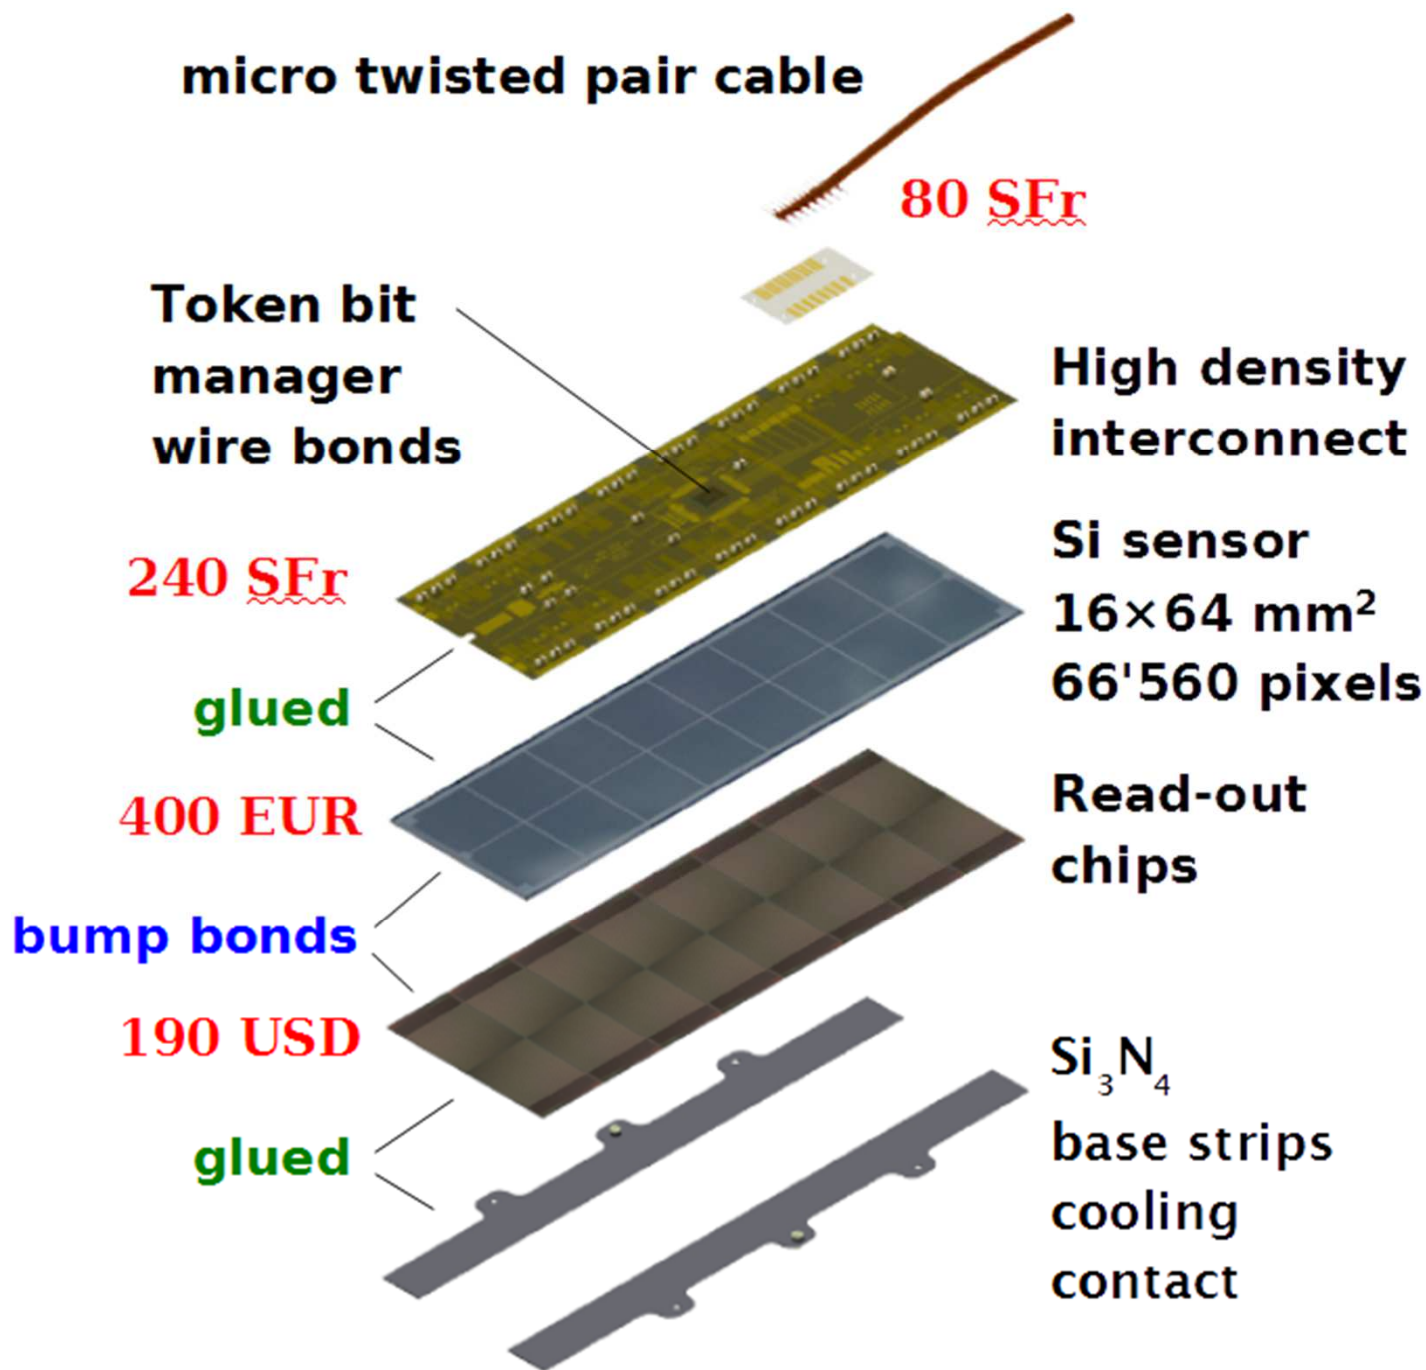 micro twisted pair cable
80 SFr
Token bit
manager
wire bonds
High density
interconnect
240 SFr
Si sensor
16×64 mm²
66'560 pixels
glued
400 EUR
Read-out
chips
bump bonds
190 USD
glued
Si₃N₄
base strips
cooling
contact